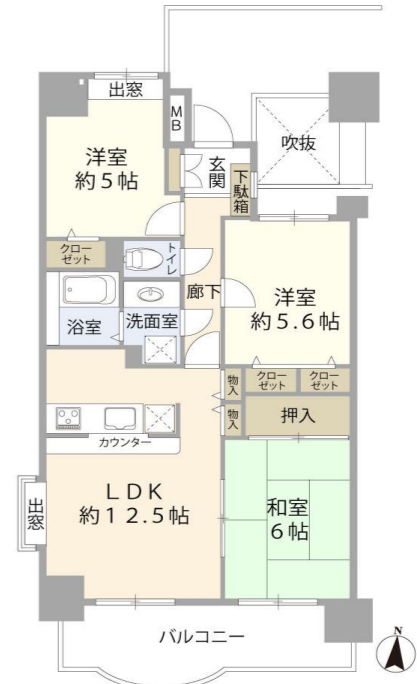 出窓
MB
洋室
約5帖
玄関
下駄箱
吹抜
クローゼット
トイレ
廊下
洋室
約5.6帖
浴室
洗面室
物入
クローゼット
クローゼット
物入
押入
カウンター
LDK
約12.5帖
出窓
和室
6帖
バルコニー
N